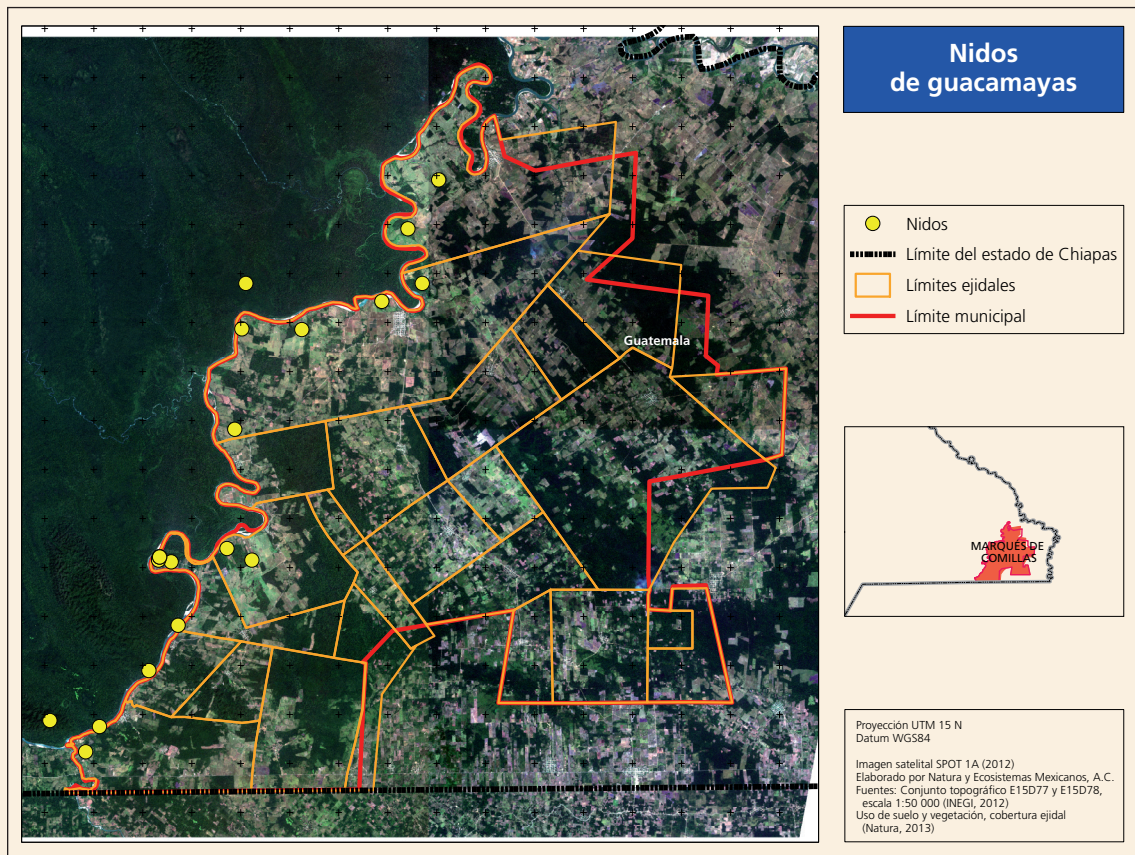 Nidos
de guacamayas
Nidos
Límite del estado de Chiapas
Límites ejidales
Límite municipal
Guatemala
MARQUÉS DE
COMILLAS
Proyección UTM 15 N
Datum WGS84
Imagen satelital SPOT 1A (2012)
Elaborado por Natura y Ecosistemas Mexicanos, A.C.
Fuentes: Conjunto topográfico E15D77 y E15D78,
escala 1:50 000 (INEGI, 2012)
Uso de suelo y vegetación, cobertura ejidal
(Natura, 2013)